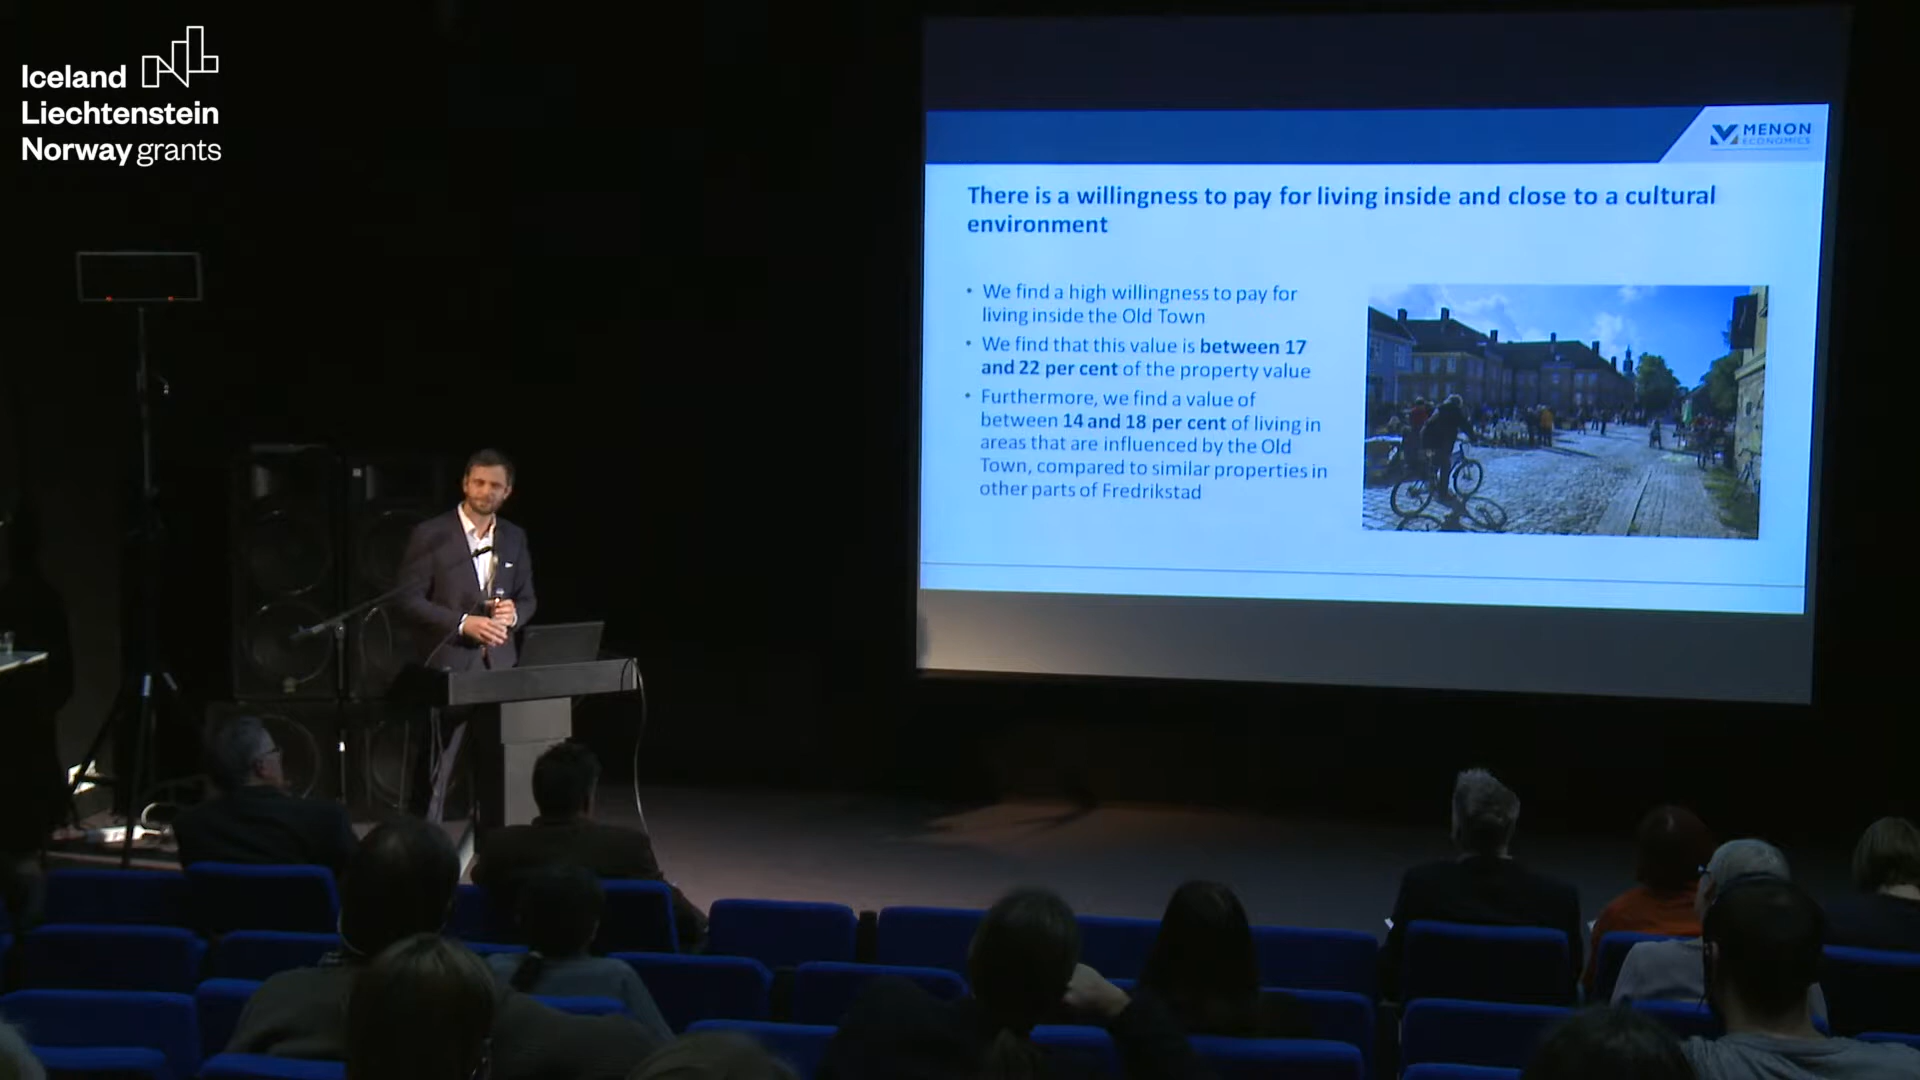 Iceland
Liechtenstein
Norway grants
MENON
ECONOMICS
There is a willingness to pay for living inside and close to a cultural
environment
• We find a high willingness to pay for
living inside the Old Town
• We find that this value is between 17
and 22 per cent of the property value
• Furthermore, we find a value of
between 14 and 18 per cent of living in
areas that are influenced by the Old
Town, compared to similar properties in
other parts of Fredrikstad